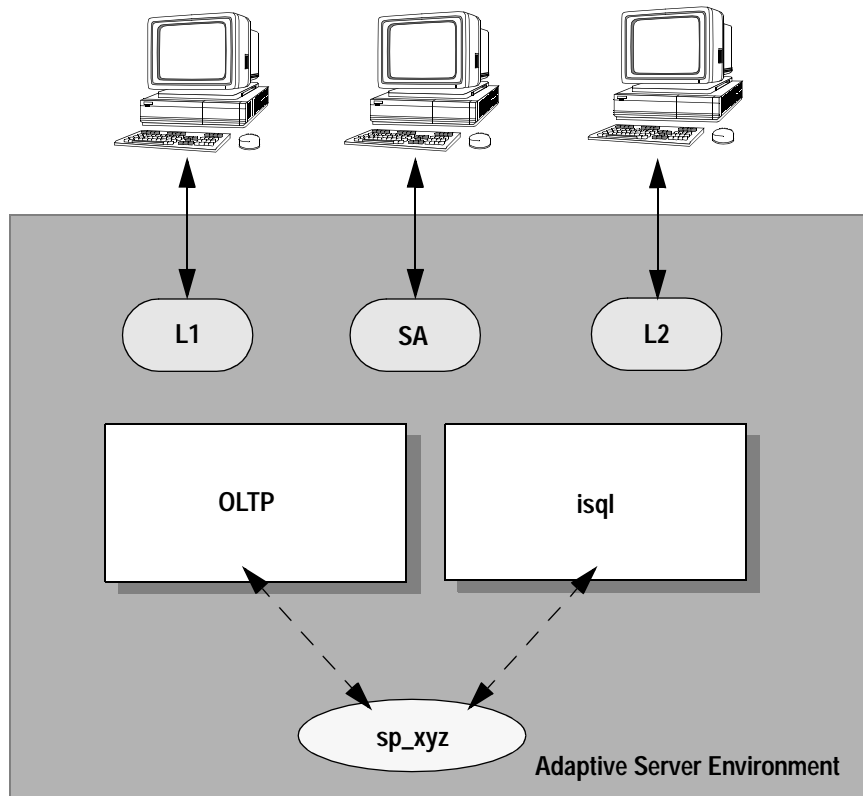 L1
SA
L2
OLTP
isql
sp_xyz
Adaptive Server Environment